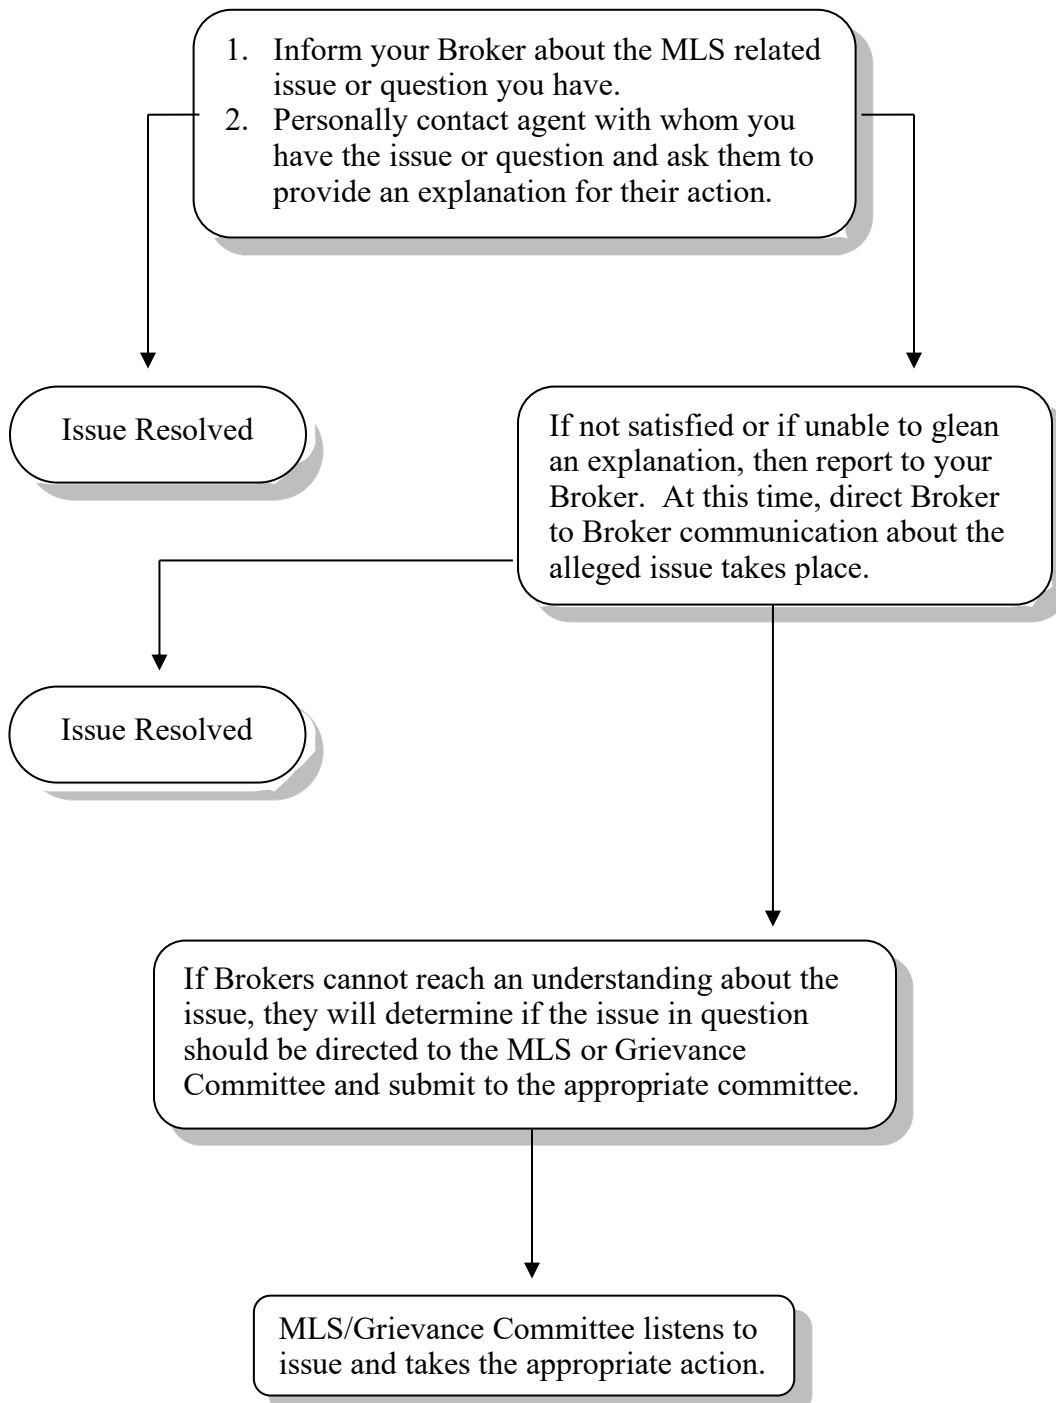 1. Inform your Broker about the MLS related
issue or question you have.
2. Personally contact agent with whom you
have the issue or question and ask them to
provide an explanation for their action.
Issue Resolved
If not satisfied or if unable to glean
an explanation, then report to your
Broker.  At this time, direct Broker
to Broker communication about the
alleged issue takes place.
Issue Resolved
If Brokers cannot reach an understanding about the
issue, they will determine if the issue in question
should be directed to the MLS or Grievance
Committee and submit to the appropriate committee.
MLS/Grievance Committee listens to
issue and takes the appropriate action.